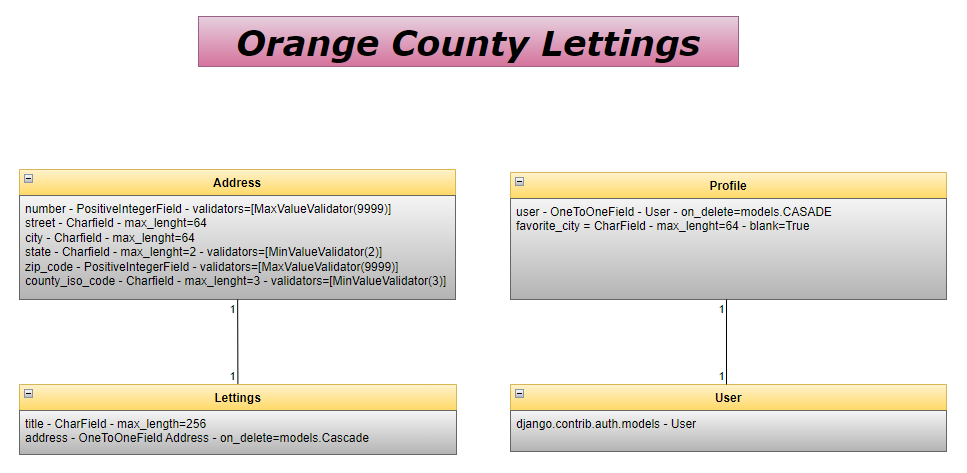 Orange County Lettings
Address
number - PositiveIntegerField - validators=[MaxValueValidator(9999)]
street - Charfield - max_lenght=64
city - Charfield - max_lenght=64
state - Charfield - max_lenght=2 - validators=[MinValueValidator(2)]
zip_code - PositiveIntegerField - validators=[MaxValueValidator(9999)]
county_iso_code - Charfield - max_lenght=3 - validators=[MinValueValidator(3)]
1
1
Lettings
title - CharField - max_length=256
address - OneToOneField Address - on_delete=models.Cascade
Profile
user - OneToOneField - User - on_delete=models.CASADE
favorite_city = CharField - max_lenght=64 - blank=True
1
1
User
django.contrib.auth.models - User